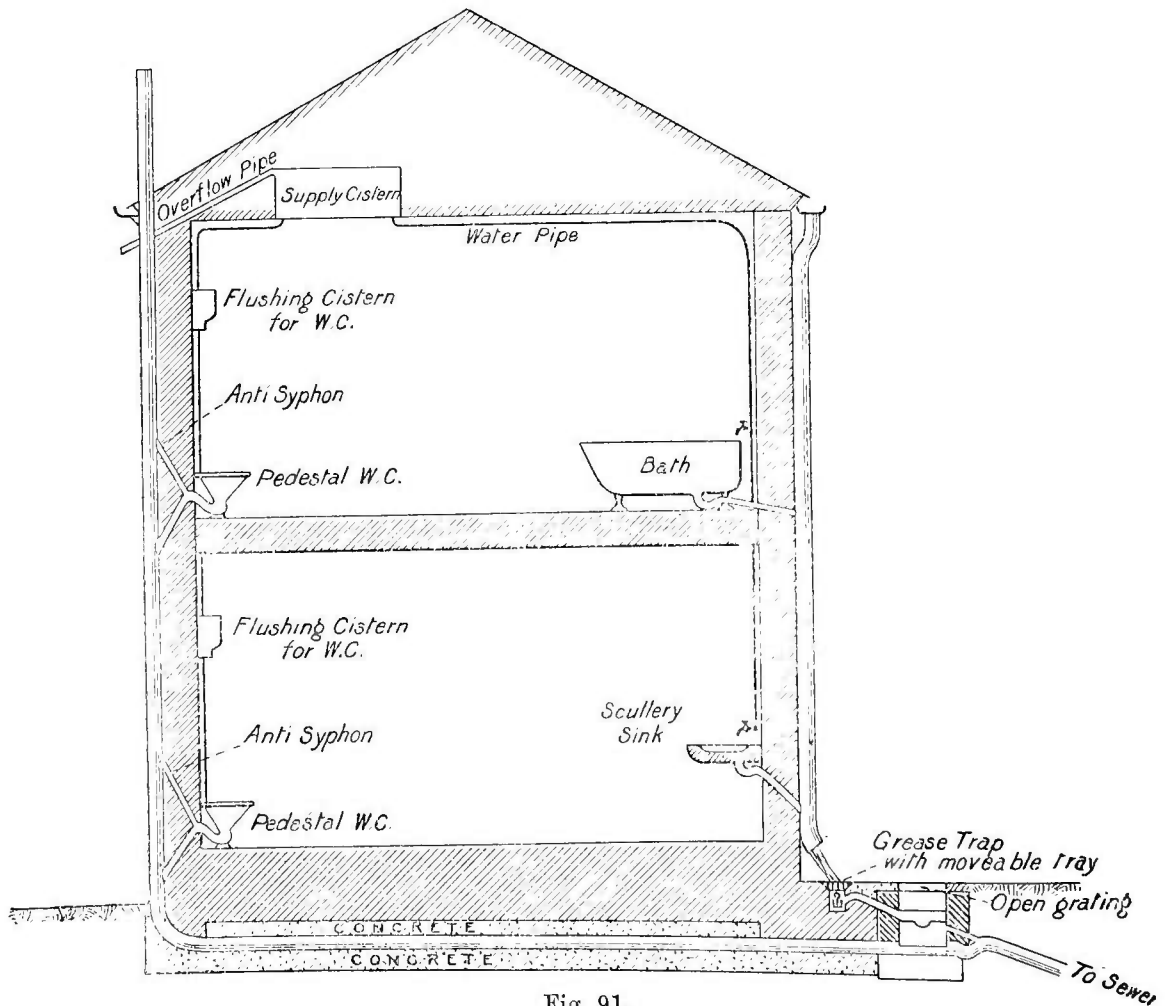 Overflow Pipe
Supply Cistern
Water Pipe
Flushing Cistern
for W.C.
Anti Syphon
Pedestal W.C.
Bath
Flushing Cistern
for W.C.
Scullery
Sink
Anti Syphon
Pedestal W.C.
Grease Trap
with moveable tray
Open grating
CONCRETE
CONCRETE
To Sewer
Fig. 91